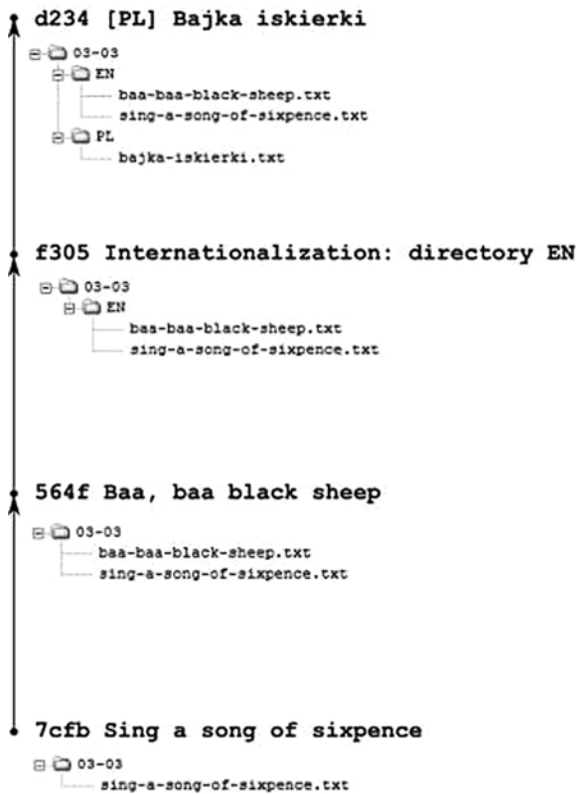 d234 [PL] Bajka iskierki
03-03
EN
baa-baa-black-sheep.txt
sing-a-song-of-sixpence.txt
PL
bajka-iskierki.txt
f305 Internationalization: directory EN
03-03
EN
baa-baa-black-sheep.txt
sing-a-song-of-sixpence.txt
564f Baa, baa black sheep
03-03
baa-baa-black-sheep.txt
sing-a-song-of-sixpence.txt
7cfb Sing a song of sixpence
03-03
sing-a-song-of-sixpence.txt